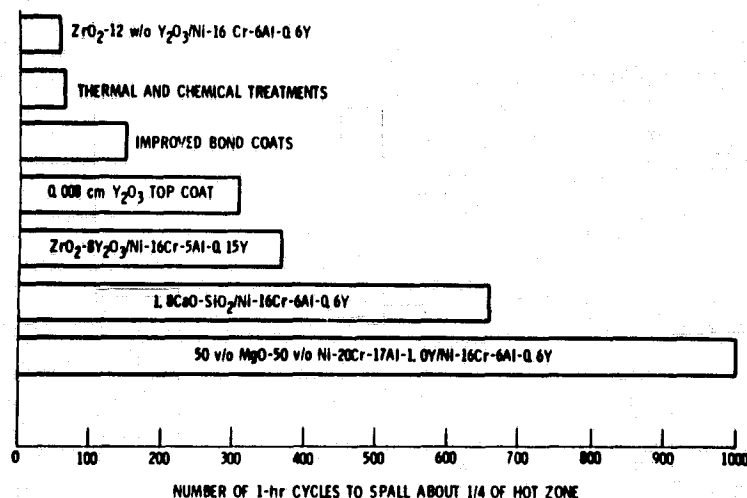 ZrO2-12 w/o Y2O3/Ni-16 Cr-6Al-0.6Y
THERMAL AND CHEMICAL TREATMENTS
IMPROVED BOND COATS
0.008 cm Y2O3 TOP COAT
ZrO2-8Y2O3/Ni-16Cr-5Al-0.15Y
1.8CaO-SiO2/Ni-16Cr-6Al-0.6Y
50 v/o MgO-50 v/o Ni-20Cr-17Al-1.0Y/Ni-16Cr-6Al-0.6Y
0 100 200 300 400 500 600 700 800 900 1000
NUMBER OF 1-hr CYCLES TO SPALL ABOUT 1/4 OF HOT ZONE